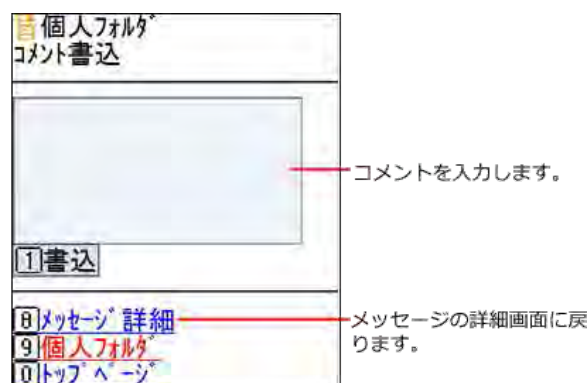 個人ﾌｫﾙﾀﾞ
ｺﾒﾝﾄ書込
コメントを入力します。
1書込
8ﾒｯｾｰｼﾞ詳細
メッセージの詳細画面に戻
ります。
9個人ﾌｫﾙﾀﾞ
0ﾄｯﾌﾟﾍﾟｰｼﾞ